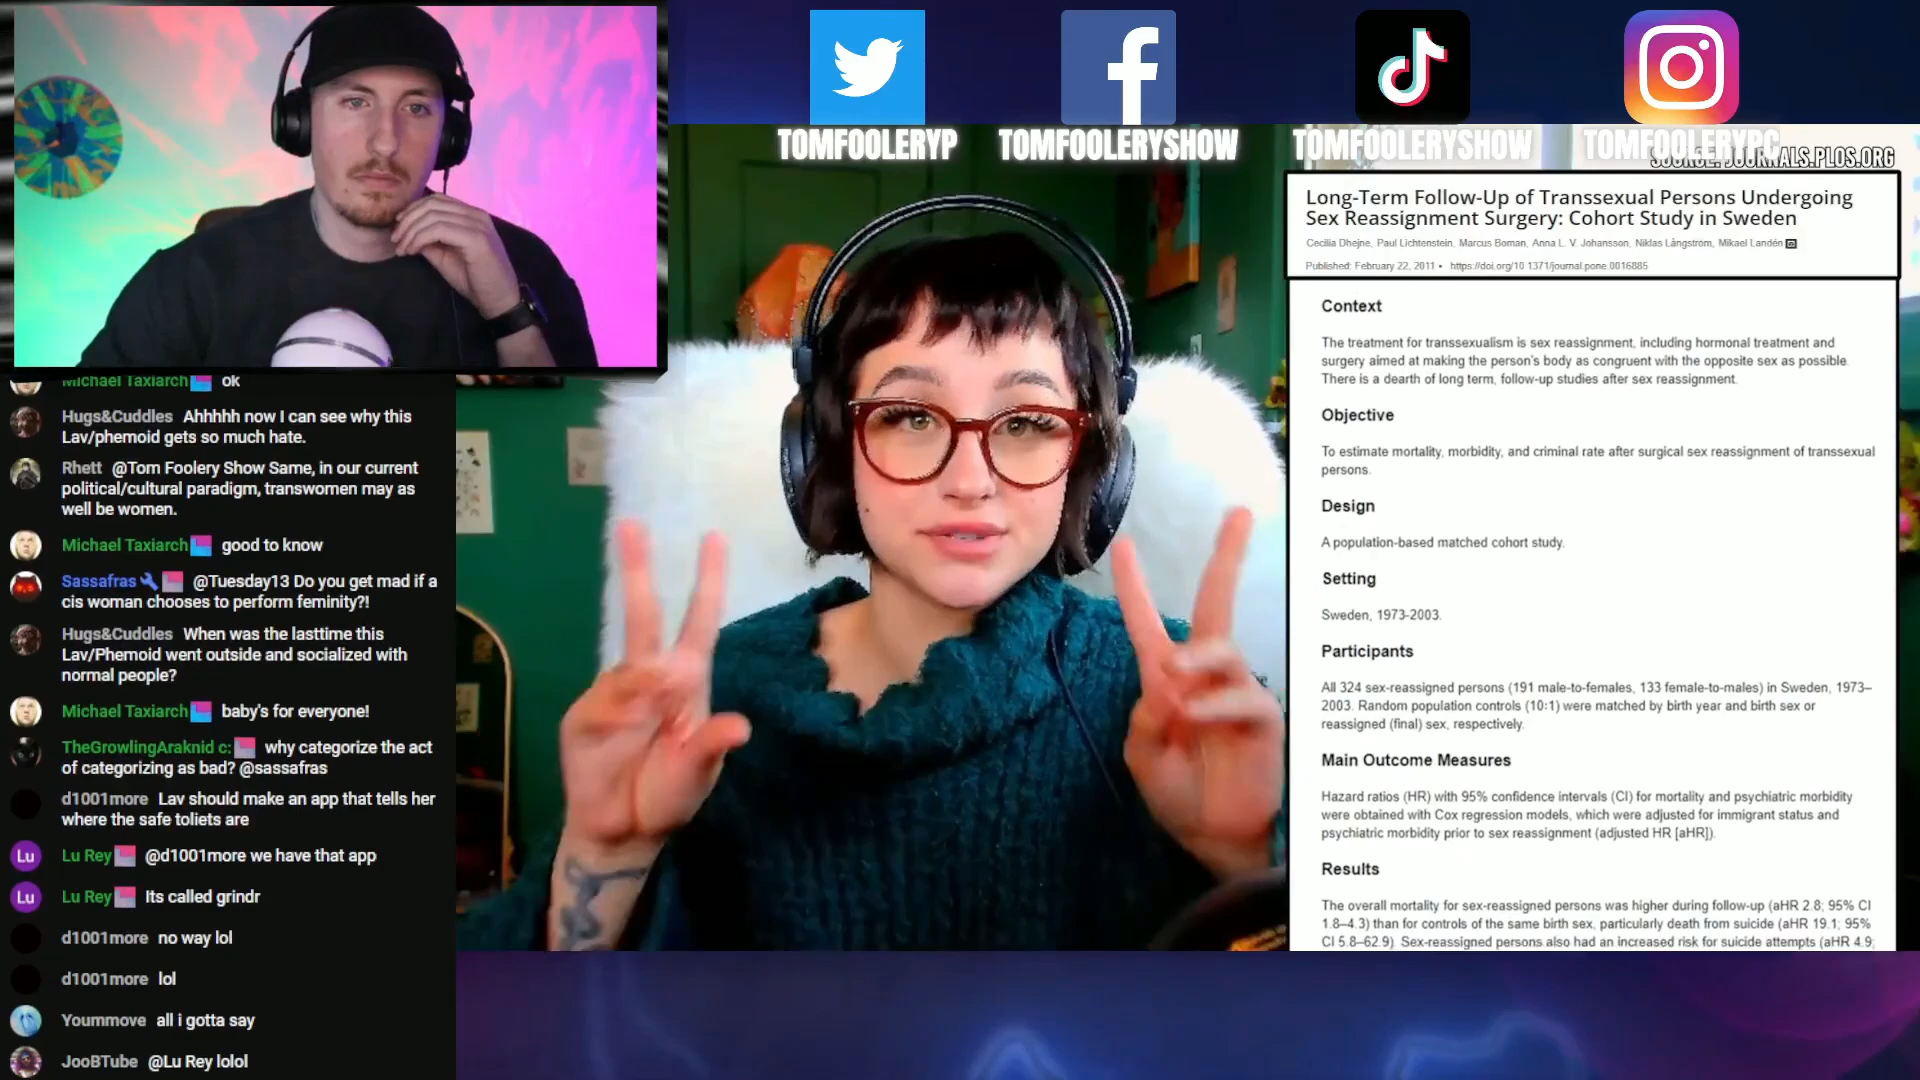 TOMFOOLERYP
TOMFOOLERYSHOW
TOMFOOLERYSHOW
TOMFOOLERYPC
SOURCE: JOURNALS.PLOS.ORG
Long-Term Follow-Up of Transsexual Persons Undergoing
Sex Reassignment Surgery: Cohort Study in Sweden
Cecilia Dhejne, Paul Lichtenstein, Marcus Boman, Anna L. V. Johansson, Niklas Långström, Mikael Landén
Published: February 22, 2011 • https://doi.org/10.1371/journal.pone.0016885
Context
The treatment for transsexualism is sex reassignment, including hormonal treatment and
surgery aimed at making the person's body as congruent with the opposite sex as possible.
There is a dearth of long term, follow-up studies after sex reassignment.
Objective
To estimate mortality, morbidity, and criminal rate after surgical sex reassignment of transsexual
persons.
Design
A population-based matched cohort study.
Setting
Sweden, 1973-2003.
Participants
All 324 sex-reassigned persons (191 male-to-females, 133 female-to-males) in Sweden, 1973–
2003. Random population controls (10:1) were matched by birth year and birth sex or
reassigned (final) sex, respectively.
Main Outcome Measures
Hazard ratios (HR) with 95% confidence intervals (CI) for mortality and psychiatric morbidity
were obtained with Cox regression models, which were adjusted for immigrant status and
psychiatric morbidity prior to sex reassignment (adjusted HR [aHR]).
Results
The overall mortality for sex-reassigned persons was higher during follow-up (aHR 2.8; 95% CI
1.8–4.3) than for controls of the same birth sex, particularly death from suicide (aHR 19.1; 95%
CI 5.8–62.9). Sex-reassigned persons also had an increased risk for suicide attempts (aHR 4.9;
Michael Taxiarch ok
Hugs&Cuddles Ahhhhh now I can see why this
Lav/phemoid gets so much hate.
Rhett @Tom Foolery Show Same, in our current
political/cultural paradigm, transwomen may as
well be women.
Michael Taxiarch good to know
Sassafras @Tuesday13 Do you get mad if a
cis woman chooses to perform feminity?!
Hugs&Cuddles When was the lasttime this
Lav/Phemoid went outside and socialized with
normal people?
Michael Taxiarch baby's for everyone!
TheGrowlingAraknid c: why categorize the act
of categorizing as bad? @sassafras
d1001more Lav should make an app that tells her
where the safe toliets are
Lu Lu Rey @d1001more we have that app
Lu Lu Rey Its called grindr
d1001more no way lol
d1001more lol
Yoummove all i gotta say
JooBTube @Lu Rey lolol